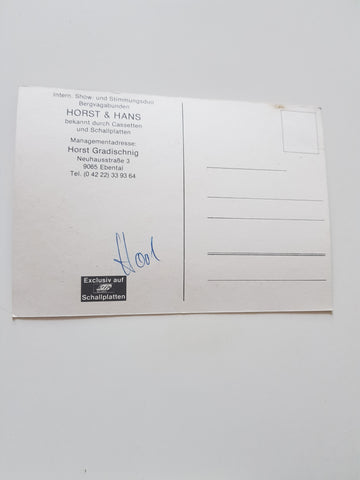 Intern. Show- und Stimmungsduo
Bergvagabunden
HORST & HANS
bekannt durch Cassetten
und Schallplatten
Managementadresse:
Horst Gradischnig
Neuhausstraße 3
9065 Ebental
Tel. (0 42 22) 33 93 64
Exclusiv auf
Schallplatten